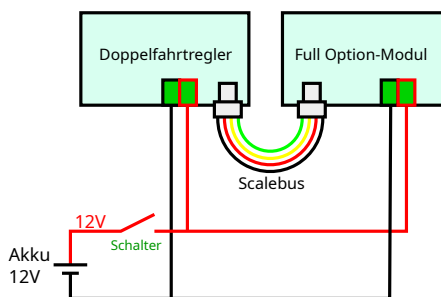 Doppelfahrtregler
Full Option-Modul
Scalebus
12V
Schalter
Akku
12V